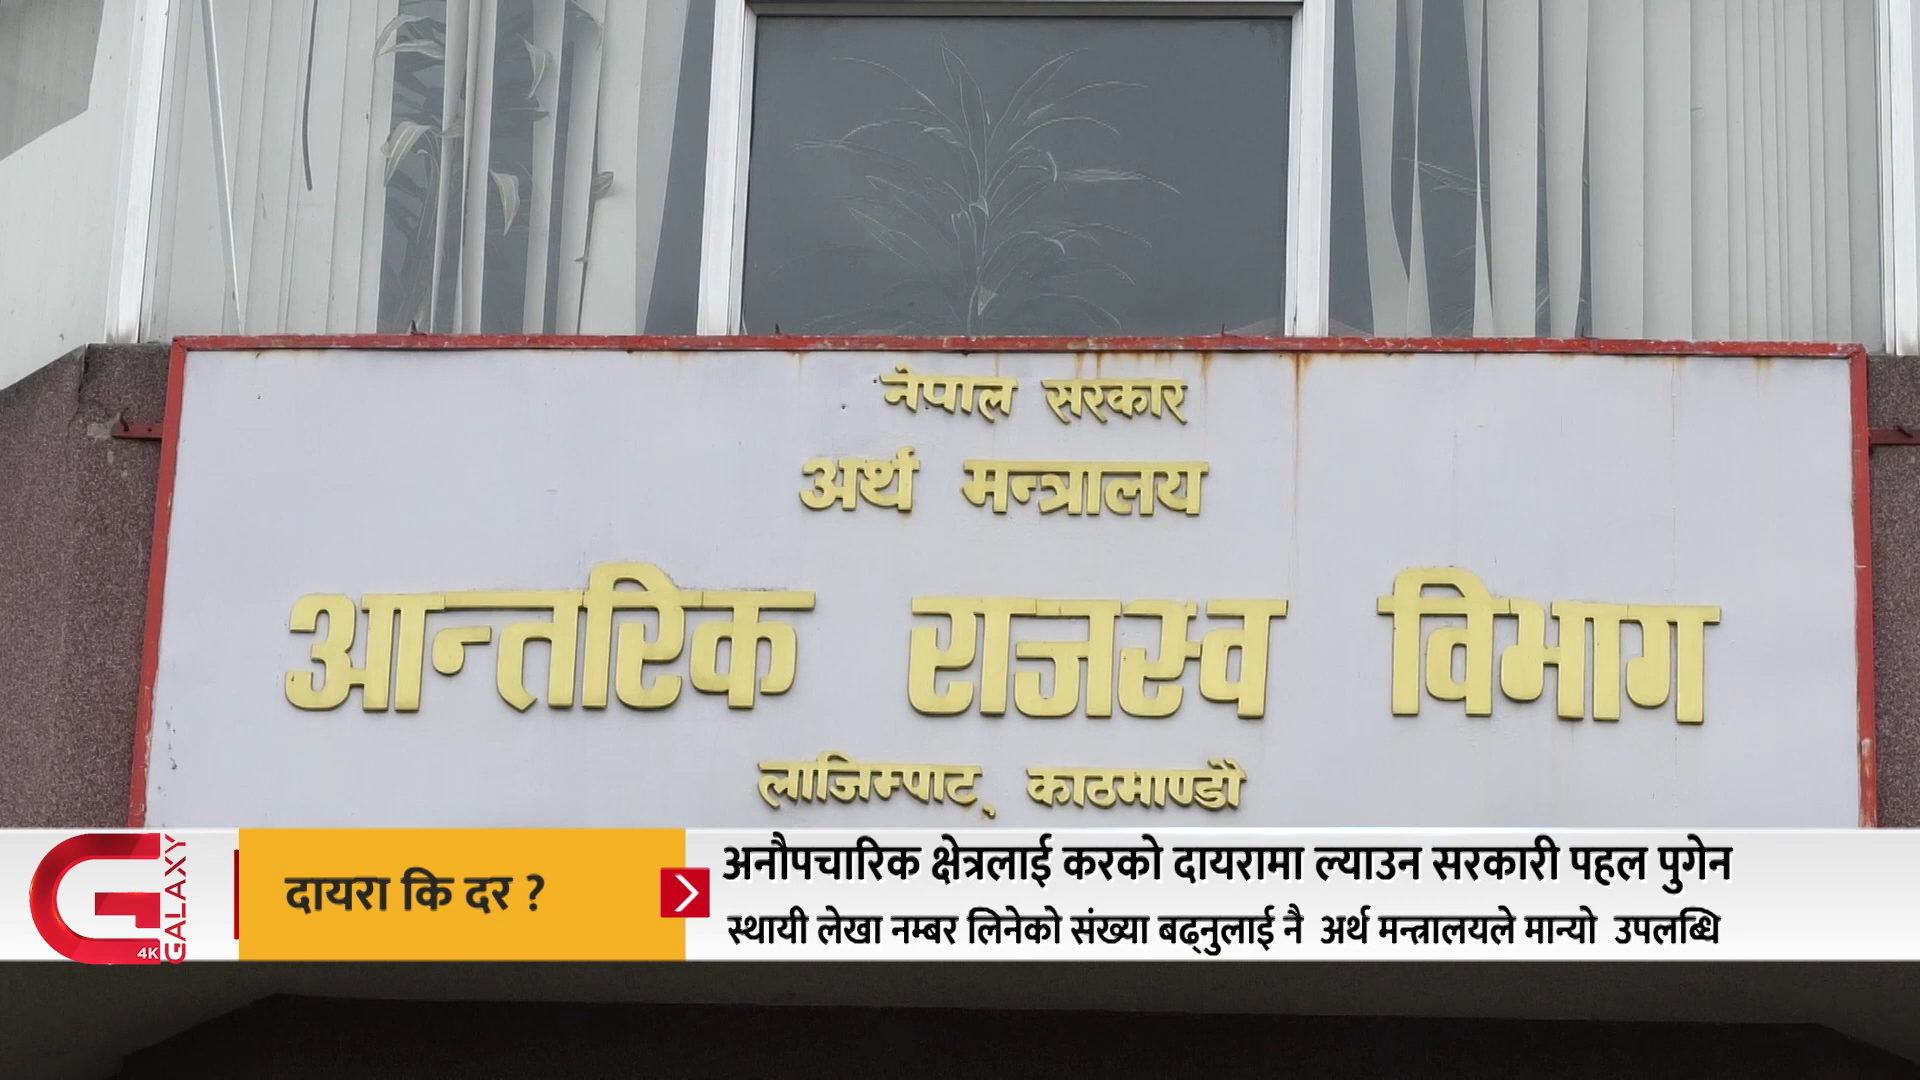 नेपाल सरकार
अर्थ मन्त्रालय
आन्तरिक राजस्व विभाग
लाजिम्पाट, काठमाण्डौ
GALAXY
4K
दायरा कि दर ?
अनौपचारिक क्षेत्रलाई करको दायरामा ल्याउन सरकारी पहल पुगेन
स्थायी लेखा नम्बर लिनेको संख्या बढ्नुलाई नै अर्थ मन्त्रालयले मान्यो उपलब्धि